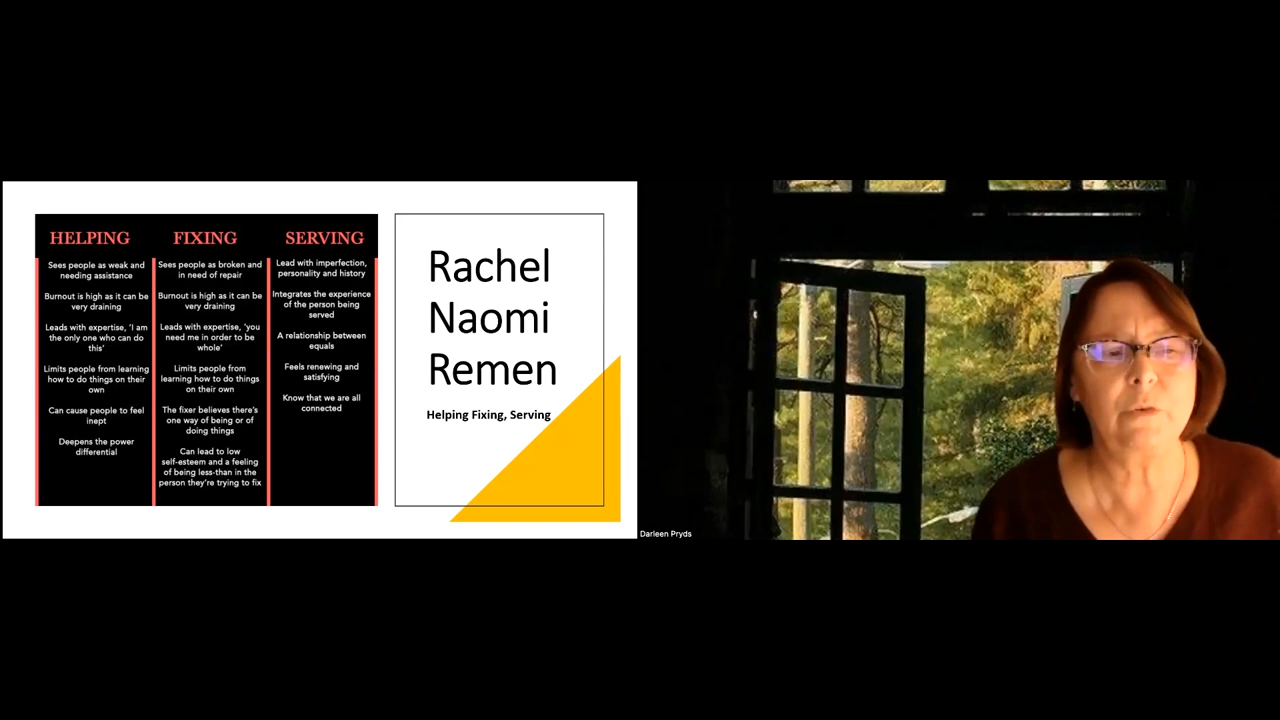 HELPING
Sees people as weak and
needing assistance
Burnout is high as it can be
very draining
Leads with expertise, 'I am
the only one who can do
this'
Limits people from learning
how to do things on their
own
Can cause people to feel
inept
Deepens the power
differential
FIXING
Sees people as broken and
in need of repair
Burnout is high as it can be
very draining
Leads with expertise, 'you
need me in order to be
whole'
Limits people from
learning how to do things
on their own
The fixer believes there's
one way of being or of
doing things
Can lead to low
self-esteem and a feeling
of being less-than in the
person they're trying to fix
SERVING
Lead with imperfection,
personality and history
Integrates the experience
of the person being
served
A relationship between
equals
Feels renewing and
satisfying
Know that we are all
connected
Rachel
Naomi
Remen
Helping Fixing, Serving
Darleen Pryds